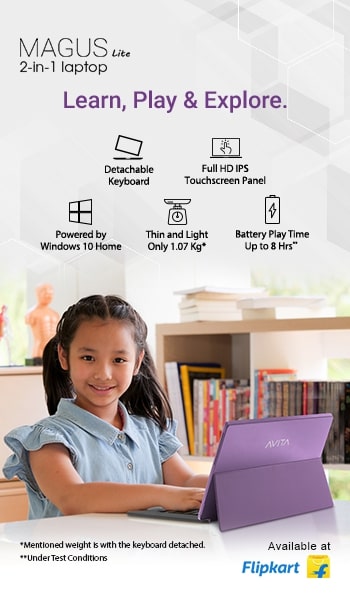 MAGUS Lite
2-in-1 laptop
Learn, Play & Explore.
Detachable
Keyboard
Full HD IPS
Touchscreen Panel
Powered by
Windows 10 Home
Thin and Light
Only 1.07 Kg*
Battery Play Time
Up to 8 Hrs**
AVITA
*Mentioned weight is with the keyboard detached.
**Under Test Conditions
Available at
Flipkart